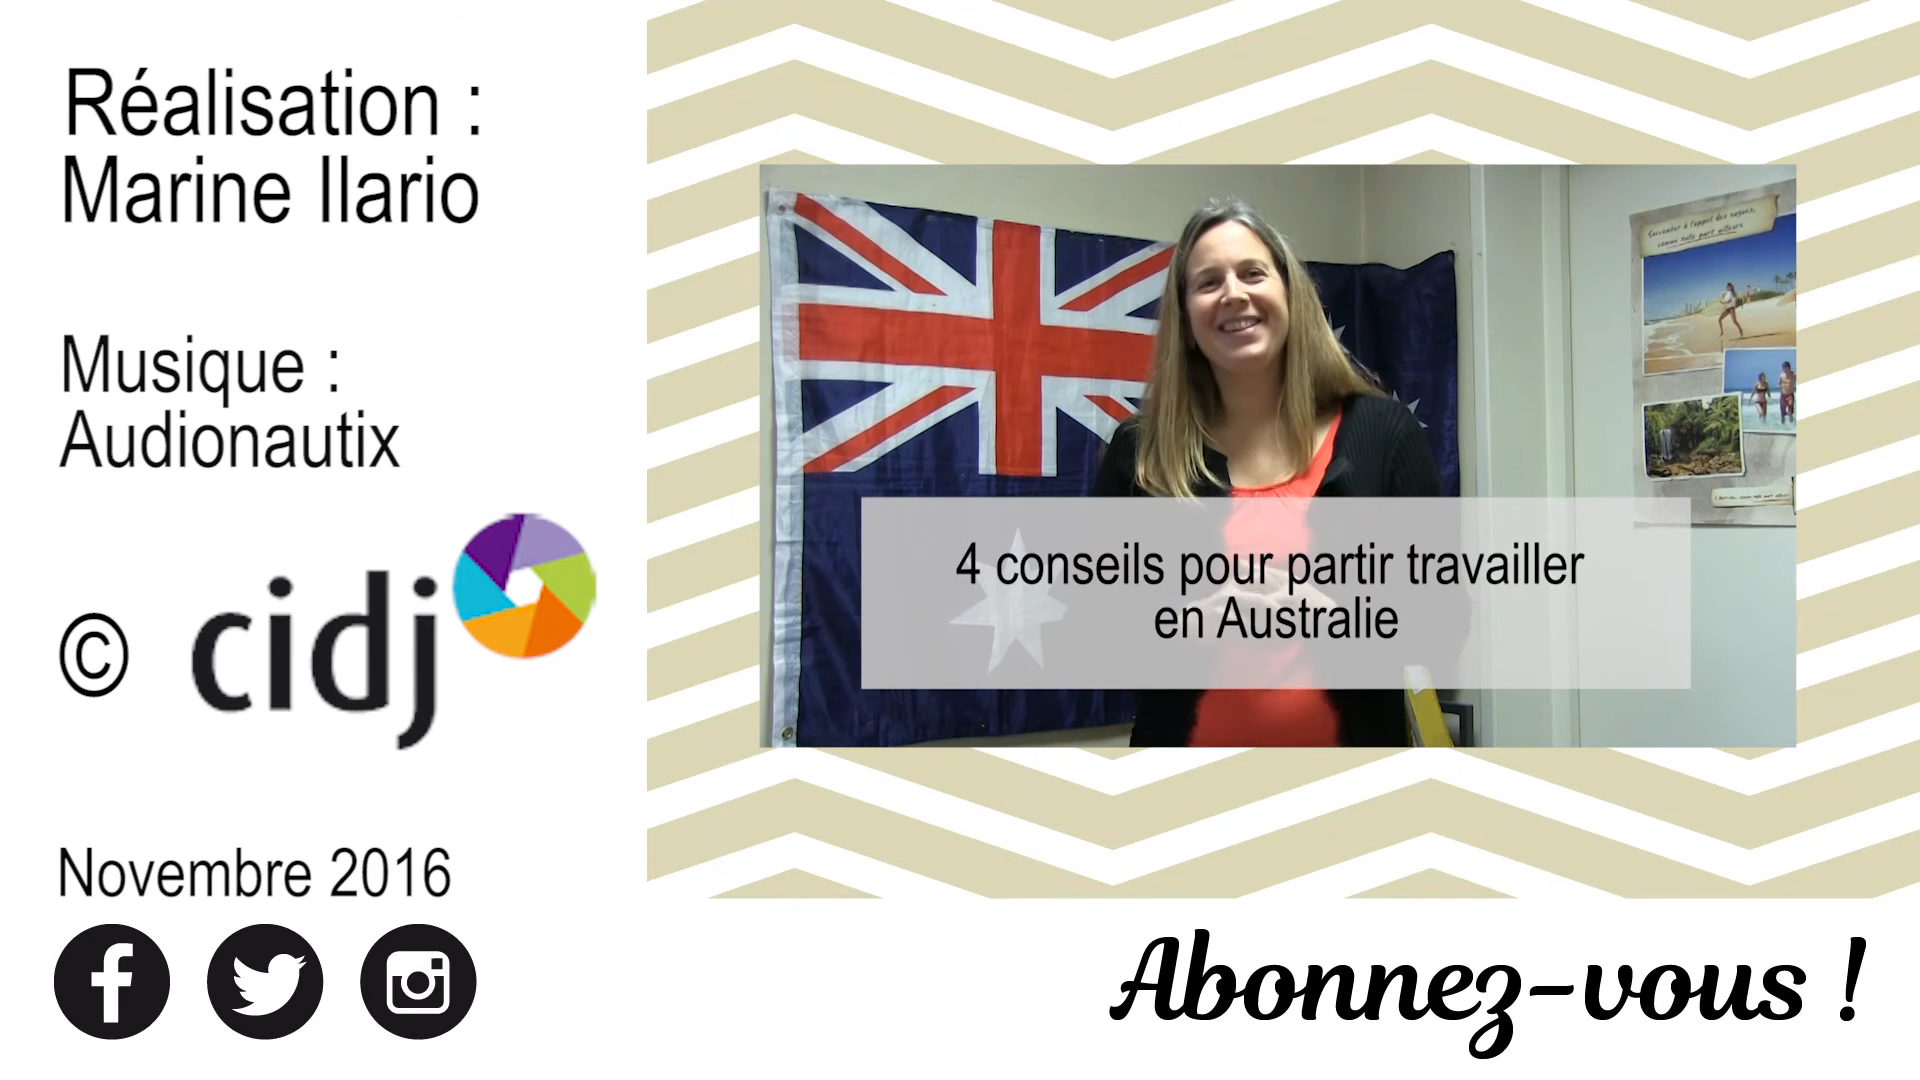 Réalisation :
Marine Ilario
Musique :
Audionautix
© cidj
Novembre 2016
4 conseils pour partir travailler
en Australie
Abonnez-vous !